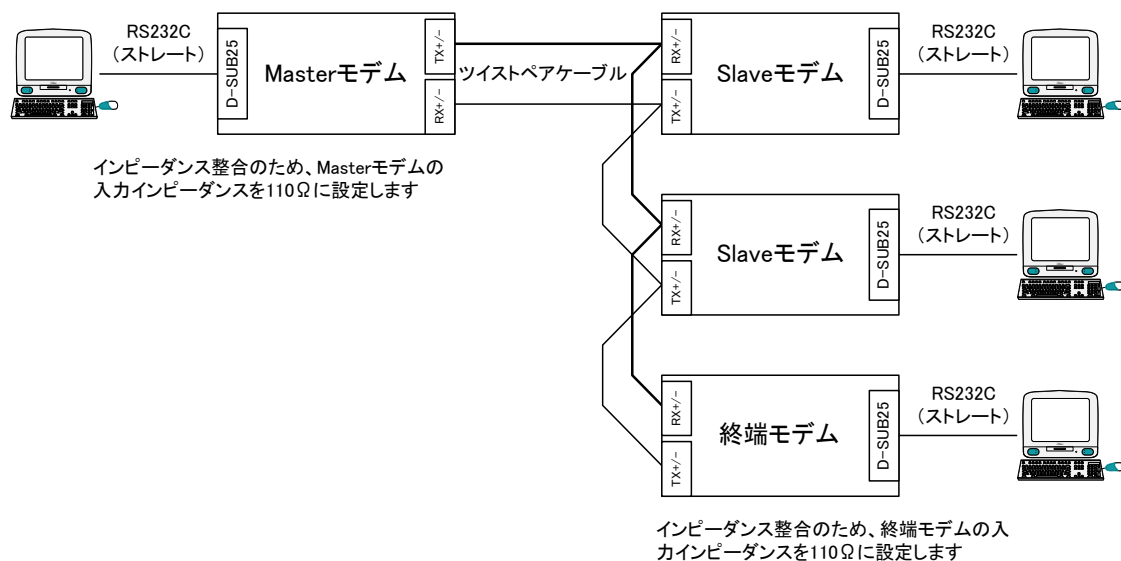 RS232C
(ストレート)
D-SUB25
Masterモデム
TX+/-
RX+/-
ツイストペアケーブル
RX+/-
TX+/-
Slaveモデム
D-SUB25
RS232C
(ストレート)
インピーダンス整合のため、Masterモデムの
入力インピーダンスを110Ωに設定します
RX+/-
TX+/-
Slaveモデム
D-SUB25
RS232C
(ストレート)
RX+/-
TX+/-
終端モデム
D-SUB25
RS232C
(ストレート)
インピーダンス整合のため、終端モデムの入
力インピーダンスを110Ωに設定します